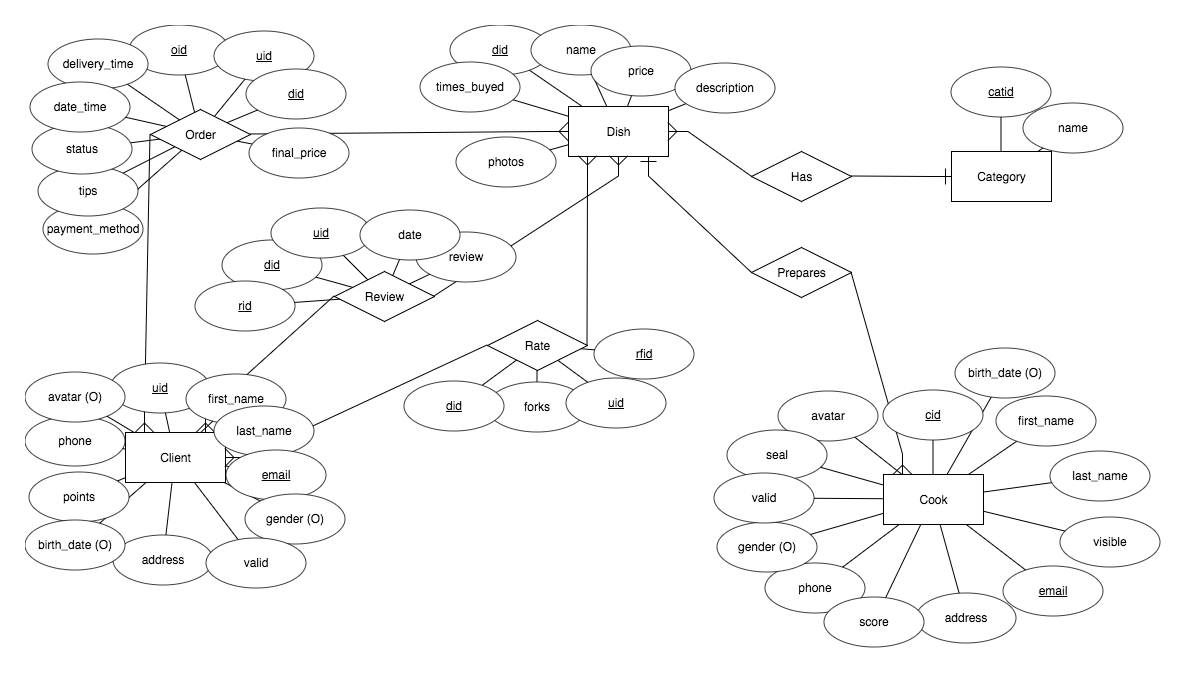 oid
uid
delivery_time
did
date_time
Order
status
final_price
tips
payment_method
did
name
price
times_buyed
description
Dish
photos
catid
name
Has
Category
uid
date
did
review
rid
Review
Prepares
Rate
rfid
did
forks
uid
avatar (O)
uid
first_name
phone
last_name
Client
email
points
gender (O)
birth_date (O)
address
valid
birth_date (O)
avatar
cid
first_name
seal
last_name
valid
Cook
gender (O)
visible
phone
email
score
address